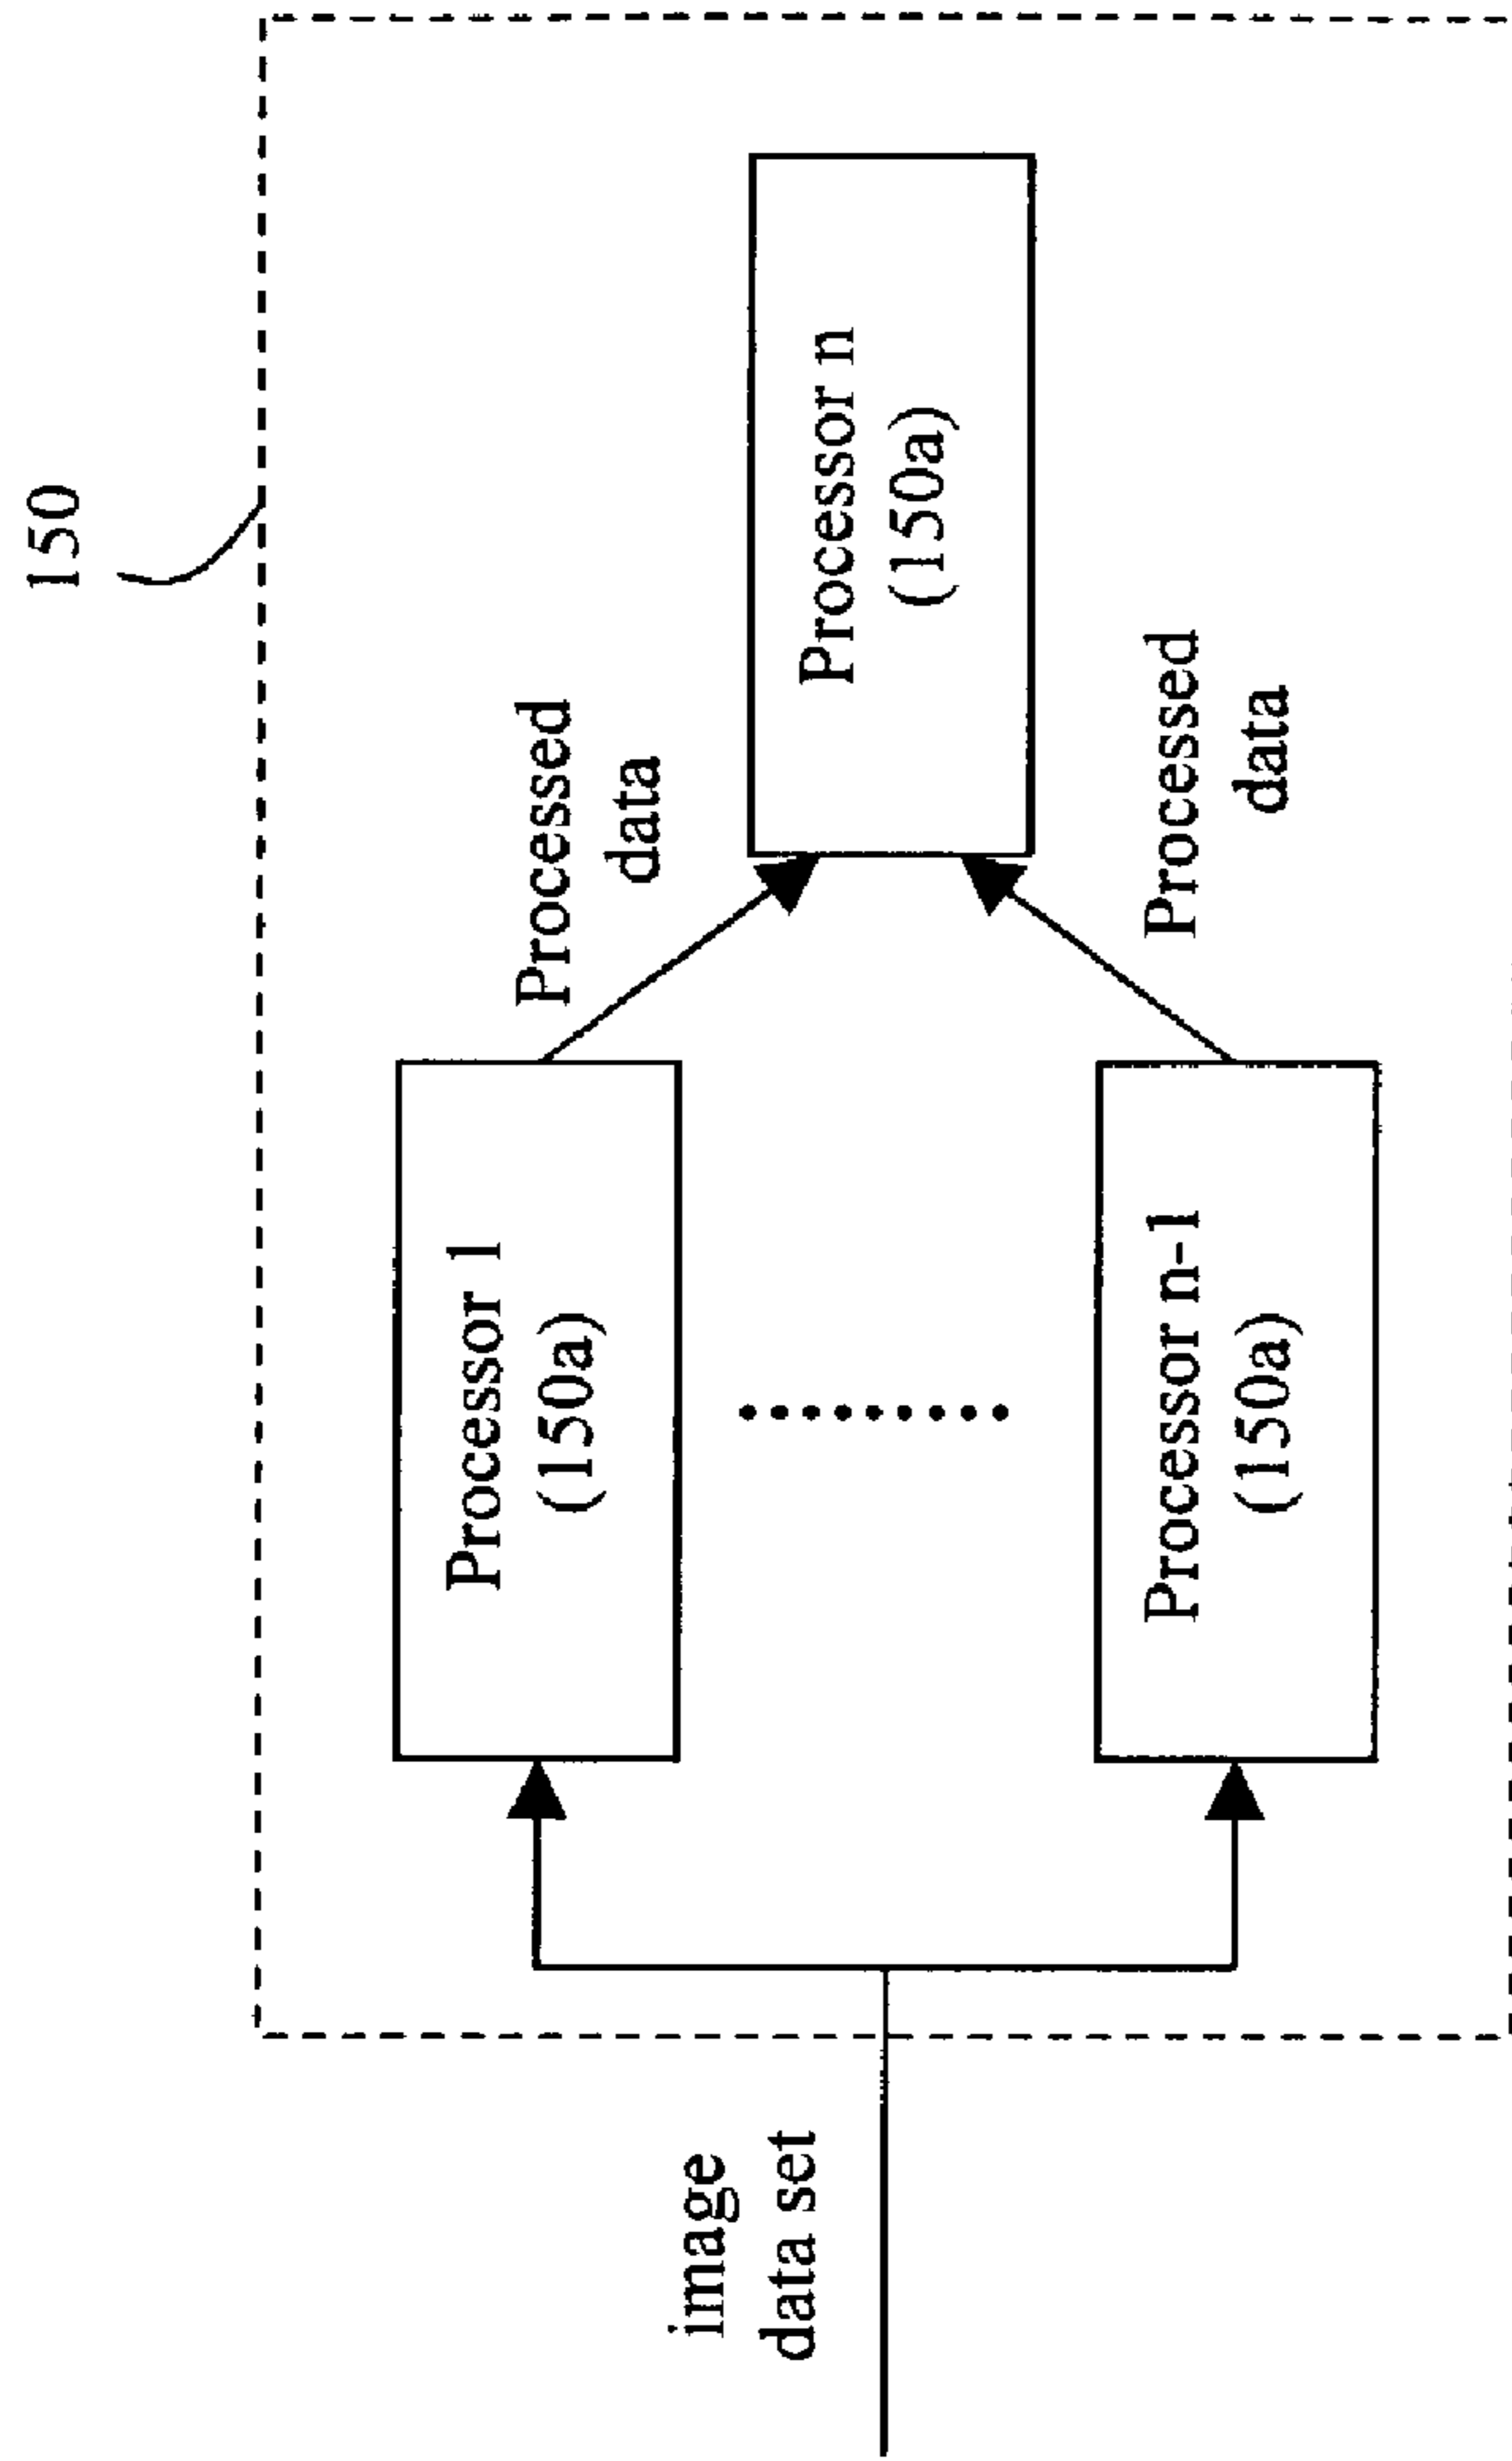 150
image
data set
Processor 1
(150a)
Processed
data
Processor n
(150a)
Processor n-1
(150a)
Processed
data